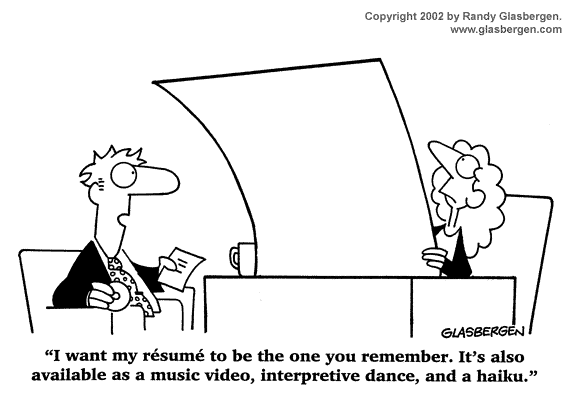 Copyright 2002 by Randy Glasbergen.
www.glasbergen.com
GLASBERGEN
“I want my résumé to be the one you remember. It’s also
available as a music video, interpretive dance, and a haiku.”